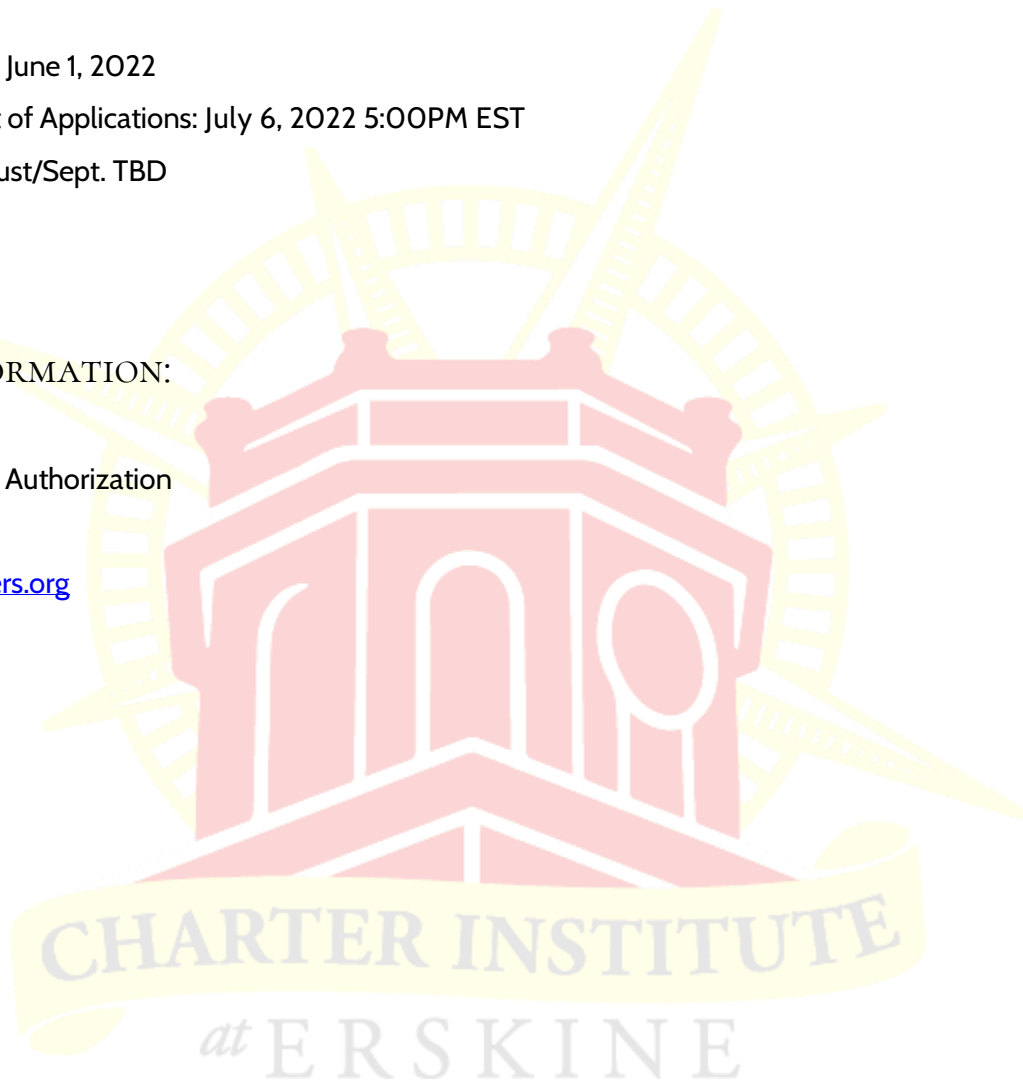 June 1, 2022
of Applications: July 6, 2022 5:00PM EST
ust/Sept. TBD
ORMATION:
Authorization
ers.org
CHARTER INSTITUTE
at ERSKINE